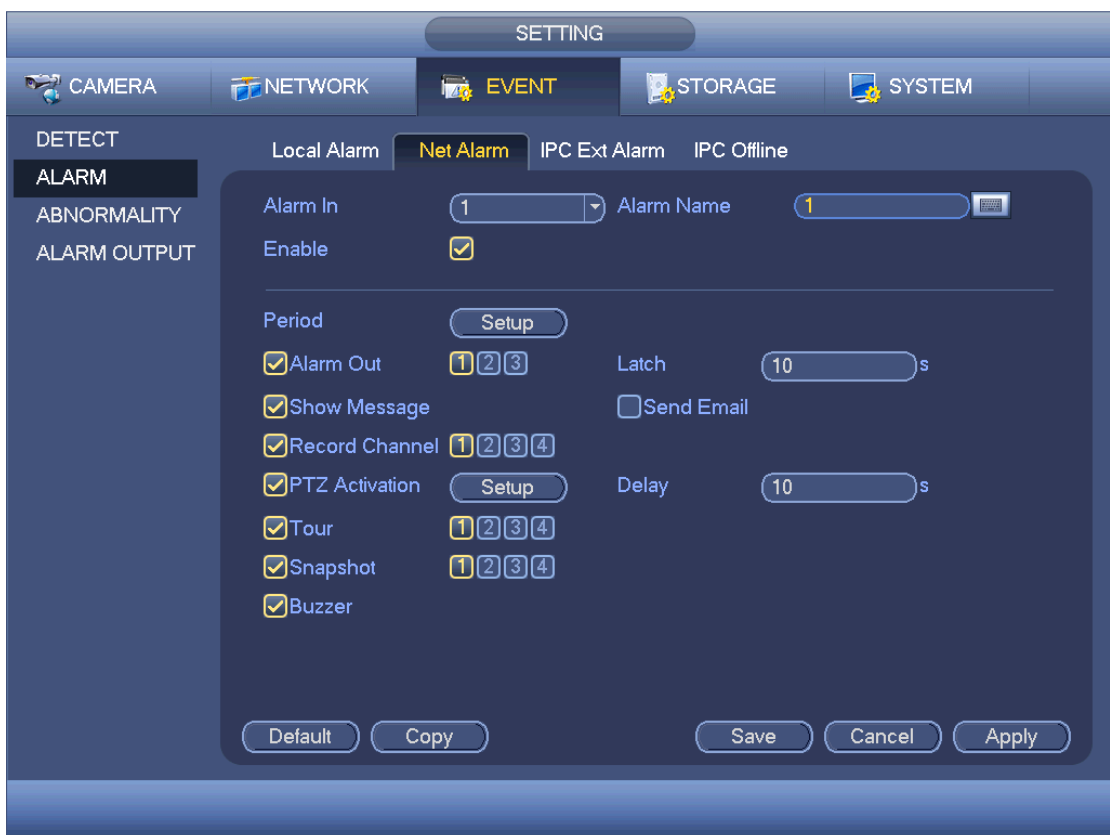 SETTING
CAMERA NETWORK EVENT STORAGE SYSTEM
DETECT
ALARM
ABNORMALITY
ALARM OUTPUT
Local Alarm Net Alarm IPC Ext Alarm IPC Offline
Alarm In 1 Alarm Name 1
Enable
Period Setup
Alarm Out 1 2 3 Latch 10 s
Show Message Send Email
Record Channel 1 2 3 4
PTZ Activation Setup Delay 10 s
Tour 1 2 3 4
Snapshot 1 2 3 4
Buzzer
Default Copy Save Cancel Apply